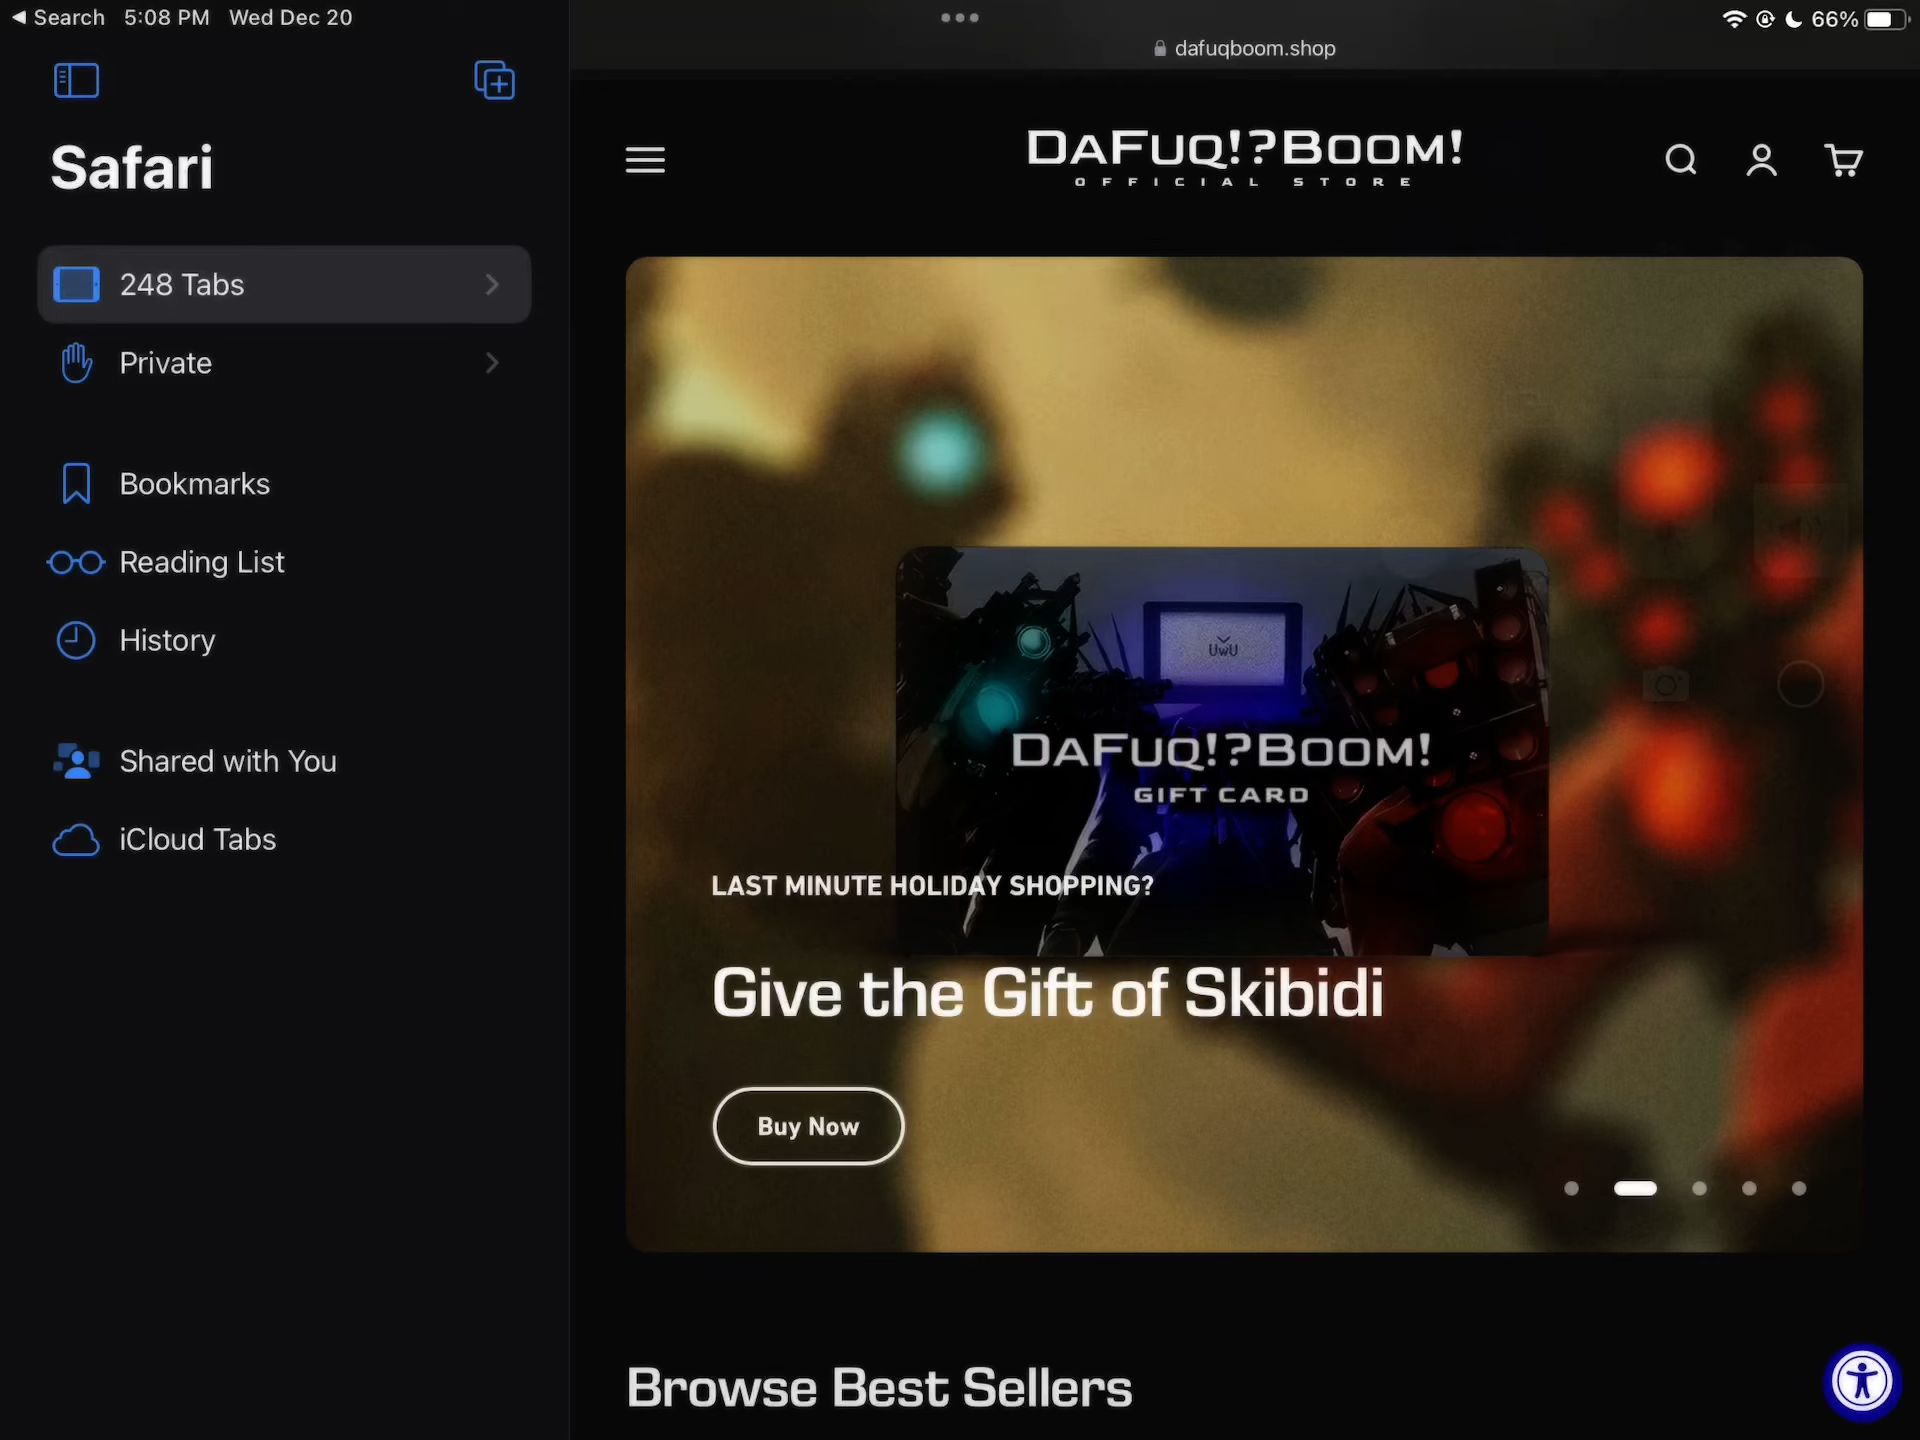 Search 5:08 PM Wed Dec 20
66%
dafuqboom.shop
Safari
248 Tabs
Private
Bookmarks
Reading List
History
Shared with You
iCloud Tabs
DAFUQ!?BOOM!
OFFICIAL STORE
UwU
DAFUQ!?BOOM!
GIFT CARD
LAST MINUTE HOLIDAY SHOPPING?
Give the Gift of Skibidi
Buy Now
Browse Best Sellers